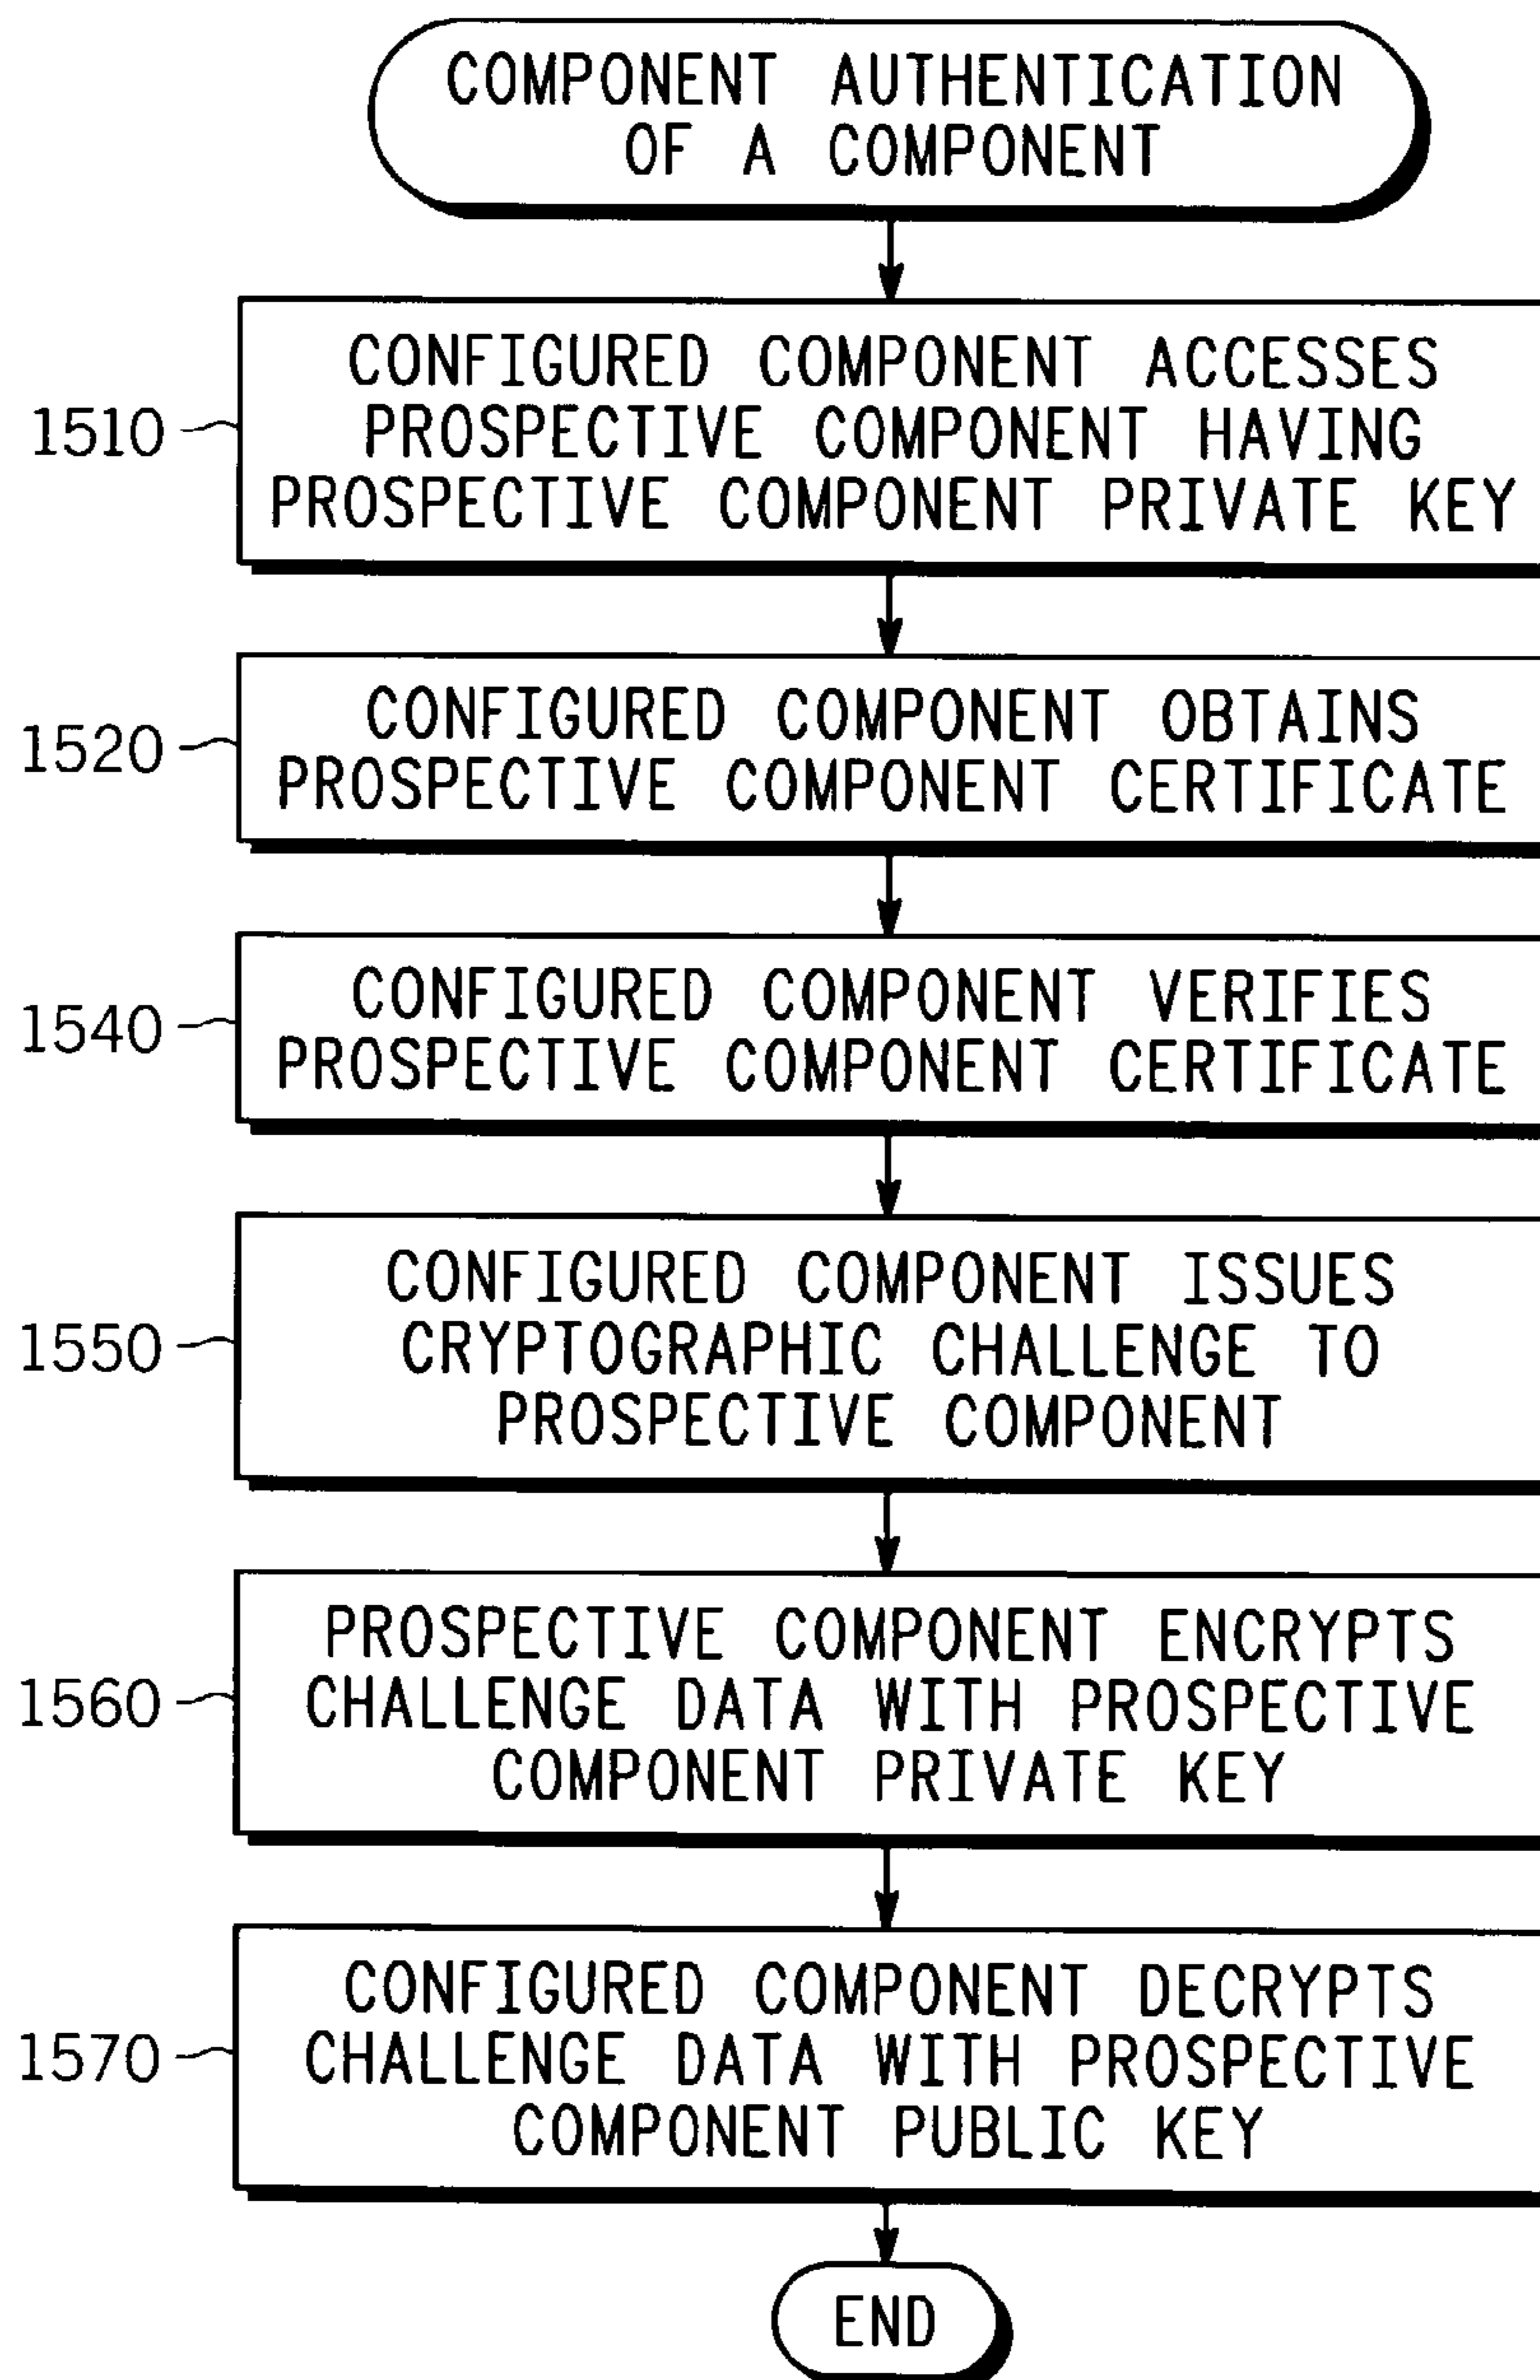 COMPONENT AUTHENTICATION
OF A COMPONENT
1510
CONFIGURED COMPONENT ACCESSES
PROSPECTIVE COMPONENT HAVING
PROSPECTIVE COMPONENT PRIVATE KEY
1520
CONFIGURED COMPONENT OBTAINS
PROSPECTIVE COMPONENT CERTIFICATE
1540
CONFIGURED COMPONENT VERIFIES
PROSPECTIVE COMPONENT CERTIFICATE
1550
CONFIGURED COMPONENT ISSUES
CRYPTOGRAPHIC CHALLENGE TO
PROSPECTIVE COMPONENT
1560
PROSPECTIVE COMPONENT ENCRYPTS
CHALLENGE DATA WITH PROSPECTIVE
COMPONENT PRIVATE KEY
1570
CONFIGURED COMPONENT DECRYPTS
CHALLENGE DATA WITH PROSPECTIVE
COMPONENT PUBLIC KEY
END